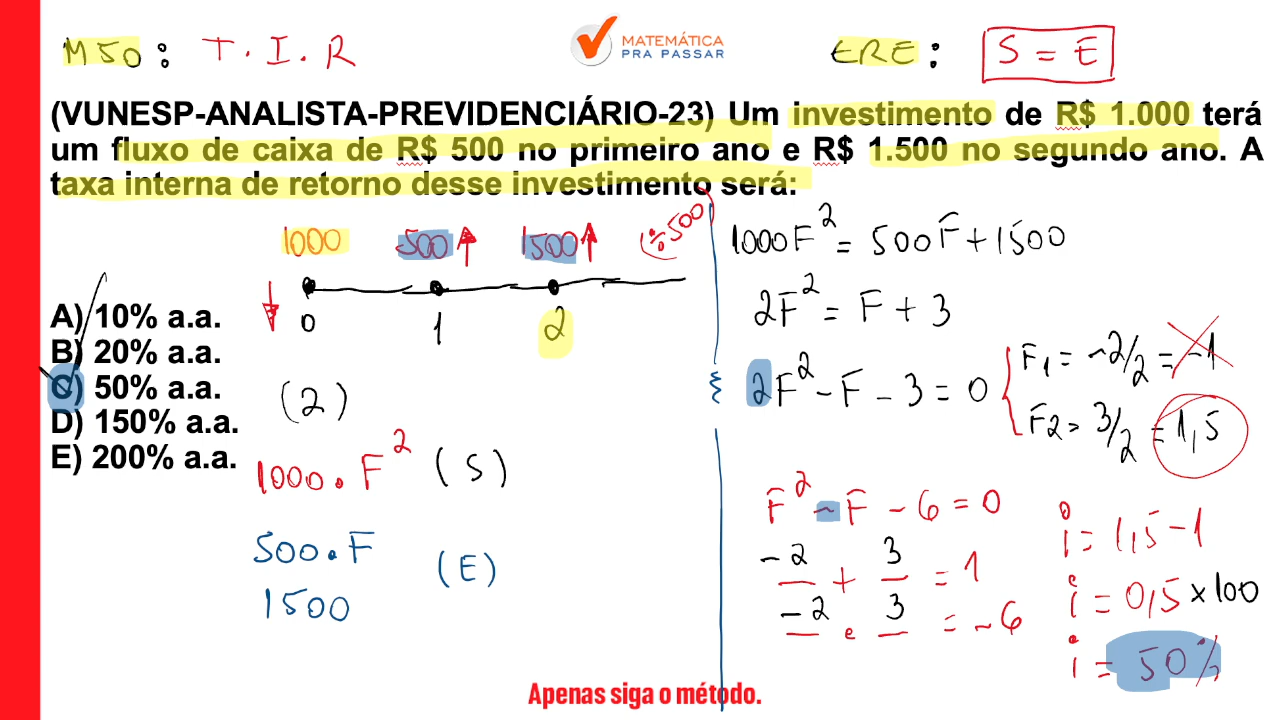 M50: T.I.R
MATEMÁTICA
PRA PASSAR
ERE: S = E
(VUNESP-ANALISTA-PREVIDENCIÁRIO-23) Um investimento de R$ 1.000 terá
um fluxo de caixa de R$ 500 no primeiro ano e R$ 1.500 no segundo ano. A
taxa interna de retorno desse investimento será:
1000 500 1500 (÷500)
0 1 2
A) 10% a.a.
B) 20% a.a.
C) 50% a.a.
D) 150% a.a.
E) 200% a.a.
(2)
1000.F² (S)
500.F (E)
1500
1000F² = 500F+1500
2F² = F + 3
2F² - F - 3 = 0
F1 = -2/2 = -1
F2 = 3/2 = 1,5
F² - F - 6 = 0
-2 + 3 = 1
-2 • 3 = -6
i = 1,5-1
i = 0,5 x 100
i = 50%
Apenas siga o método.